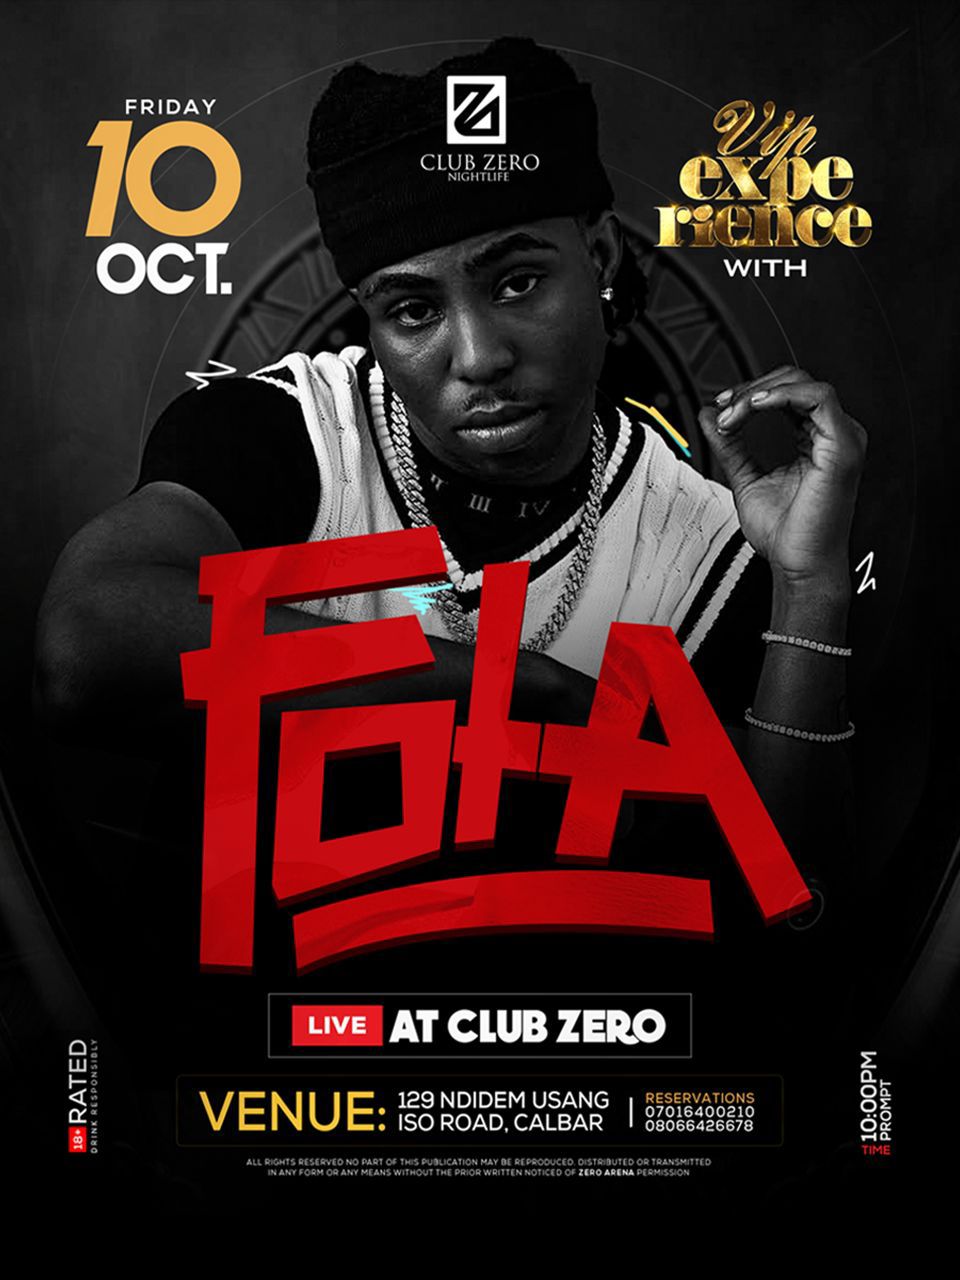 FRIDAY
10
OCT.
CLUB ZERO
NIGHTLIFE
Vip
expe
rience
WITH
III IV
FOLA
LIVE AT CLUB ZERO
VENUE:
129 NDIDEM USANG
ISO ROAD, CALBAR
RESERVATIONS
07016400210
08066426678
18+ RATED
DRINK RESPONSIBLY
TIME 10:00PM
PROMPT
ALL RIGHTS RESERVED NO PART OF THIS PUBLICATION MAY BE REPRODUCED, DISTRIBUTED OR TRANSMITTED
IN ANY FORM OR ANY MEANS WITHOUT THE PRIOR WRITTEN NOTICED OF ZERO ARENA PERMISSION